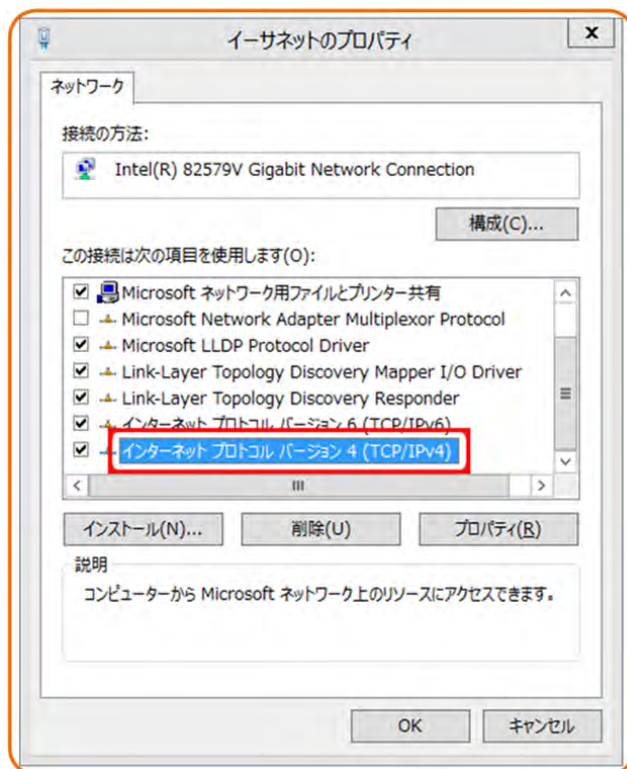 イーサネットのプロパティ
x
ネットワーク
接続の方法:
Intel(R) 82579V Gigabit Network Connection
構成(C)...
この接続は次の項目を使用します(O):
Microsoft ネットワーク用ファイルとプリンター共有
Microsoft Network Adapter Multiplexor Protocol
Microsoft LLDP Protocol Driver
Link-Layer Topology Discovery Mapper I/O Driver
Link-Layer Topology Discovery Responder
インターネット プロトコル バージョン 6 (TCP/IPv6)
インターネット プロトコル バージョン 4 (TCP/IPv4)
インストール(N)... 削除(U) プロパティ(R)
説明
コンピューターから Microsoft ネットワーク上のリソースにアクセスできます。
OK キャンセル